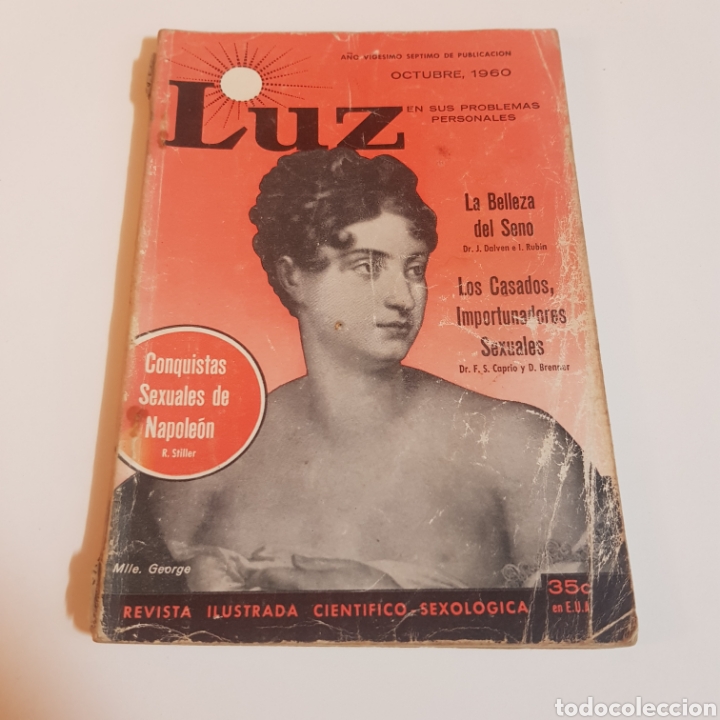 AÑO VIGESIMO SEPTIMO DE PUBLICACION
OCTUBRE, 1960
Luz
EN SUS PROBLEMAS
PERSONALES
La Belleza
del Seno
Dr. J. Dalven e I. Rubin
Los Casados,
Importunadores
Sexuales
Dr. F. S. Caprio y D. Brenner
Conquistas
Sexuales de
Napoleón
R. Stiller
Mlle. George
35c
en E.U.A
REVISTA ILUSTRADA CIENTIFICO-SEXOLOGICA
todocoleccion